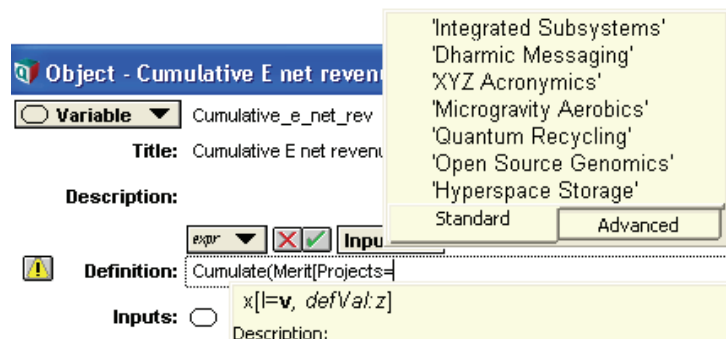 'Integrated Subsystems'
'Dharmic Messaging'
'XYZ Acronymics'
'Microgravity Aerobics'
'Quantum Recycling'
'Open Source Genomics'
'Hyperspace Storage'
Standard Advanced
Object - Cumulative E net reven
Variable Cumulative_e_net_rev
Title: Cumulative E net revenu
Description:
expr Inpu
Definition: Cumulate(Merit[Projects=
x[I=v, defVal:z]
Inputs:
Description: